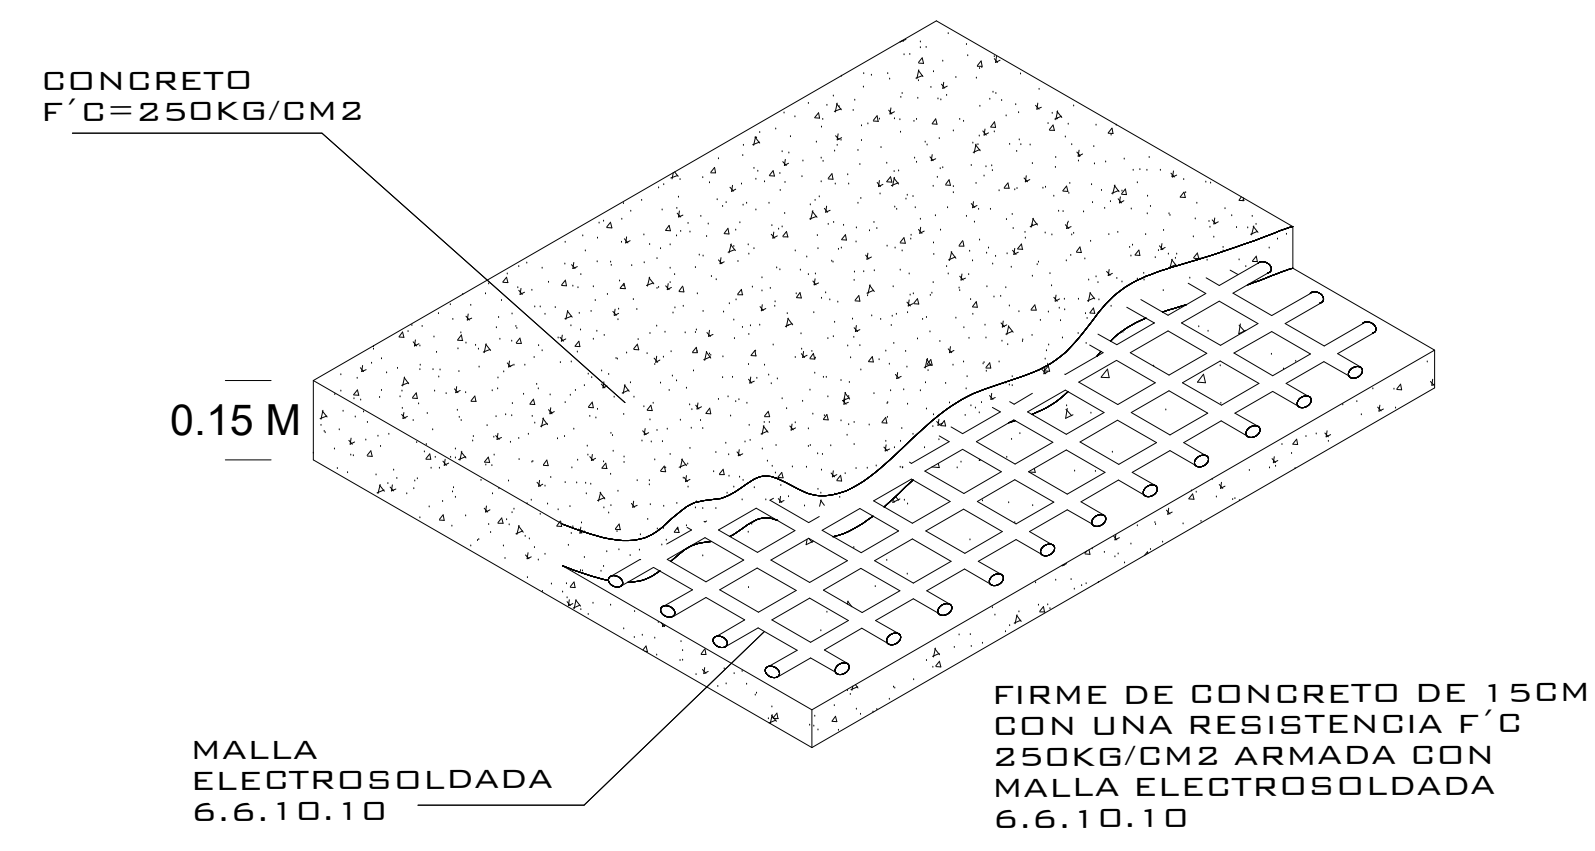 CONCRETO
F´C=250KG/CM2
0.15 M
MALLA
ELECTROSOLDADA
6.6.10.10
FIRME DE CONCRETO DE 15CM
CON UNA RESISTENCIA F´C
250KG/CM2 ARMADA CON
MALLA ELECTROSOLDADA
6.6.10.10